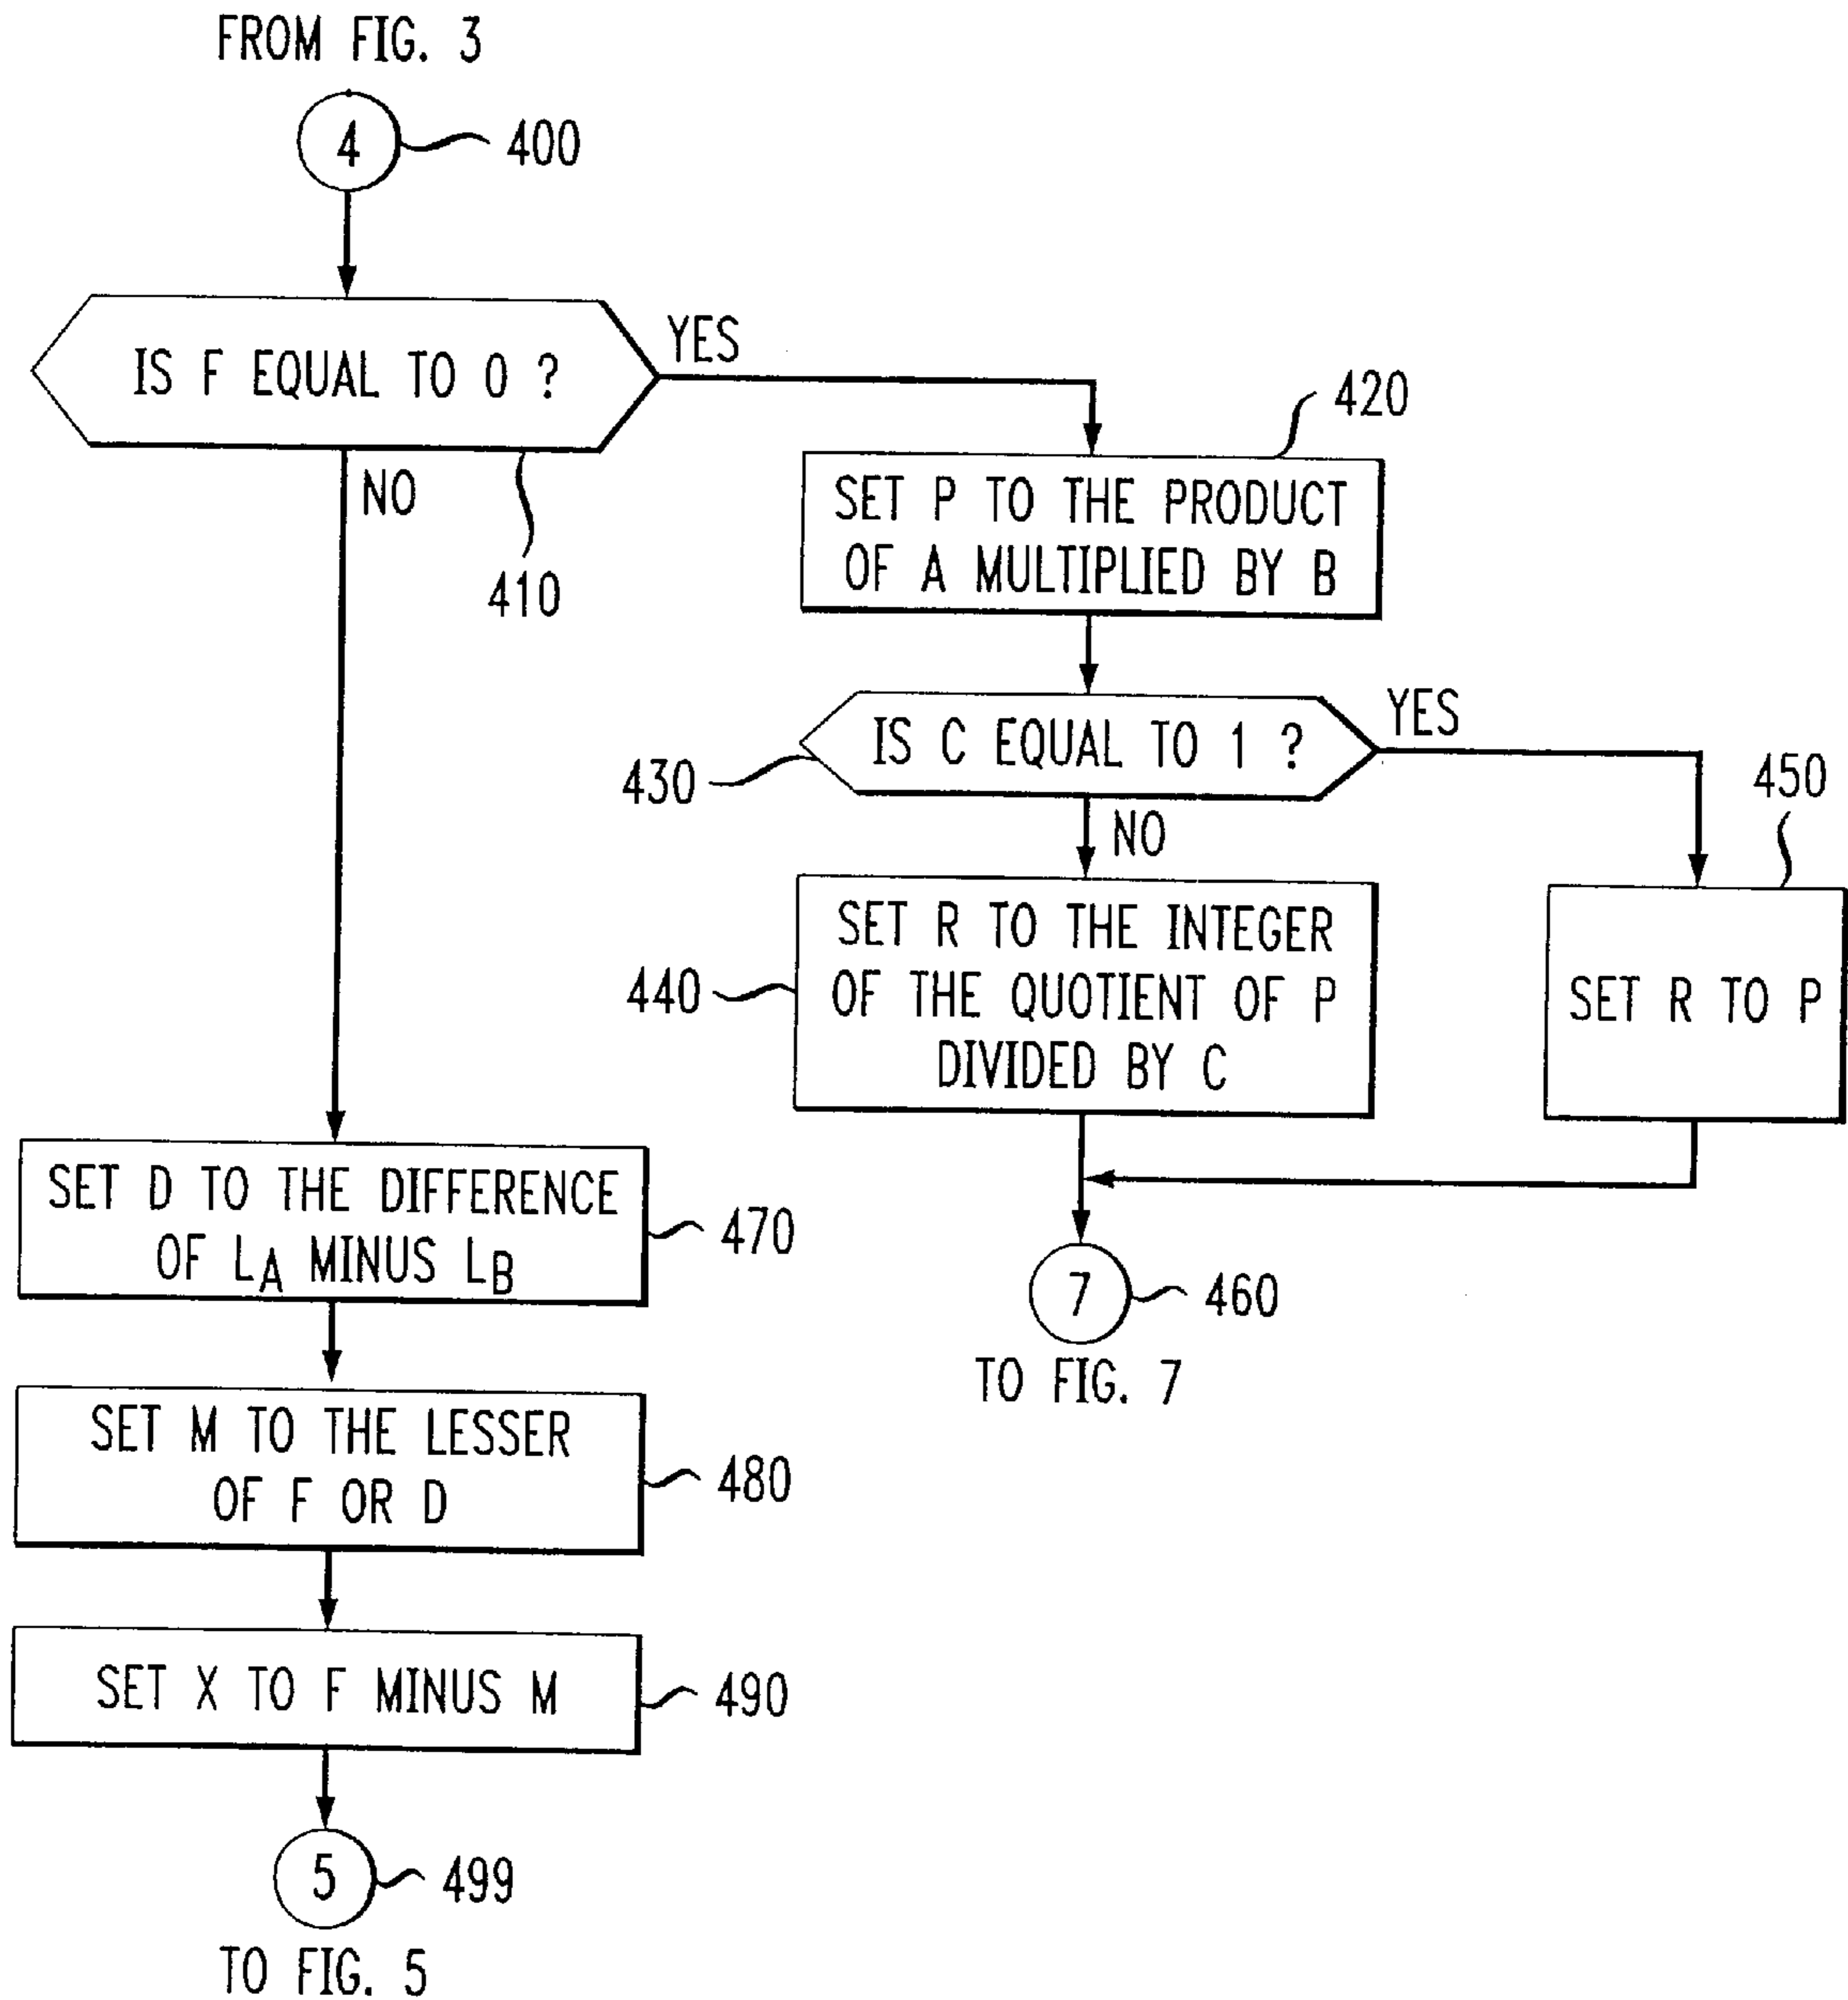 FROM FIG. 3
4
400
IS F EQUAL TO 0 ?
YES
NO
410
420
SET P TO THE PRODUCT
OF A MULTIPLIED BY B
IS C EQUAL TO 1 ?
YES
430
NO
450
SET R TO THE INTEGER
OF THE QUOTIENT OF P
DIVIDED BY C
440
SET R TO P
SET D TO THE DIFFERENCE
OF LA MINUS LB
470
7
460
TO FIG. 7
SET M TO THE LESSER
OF F OR D
480
SET X TO F MINUS M
490
5
499
TO FIG. 5